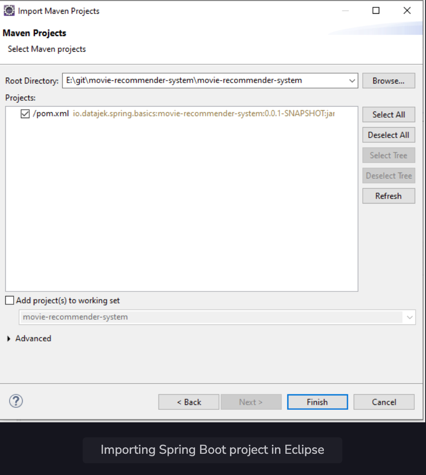 Import Maven Projects
Maven Projects
Select Maven projects
Root Directory: E:\git\movie-recommender-system\movie-recommender-system Browse...
Projects:
/pom.xml io.datajek.spring.basics:movie-recommender-system:0.0.1-SNAPSHOT:jar
Select All
Deselect All
Select Tree
Deselect Tree
Refresh
Add project(s) to working set
movie-recommender-system
Advanced
? < Back Next > Finish Cancel
Importing Spring Boot project in Eclipse